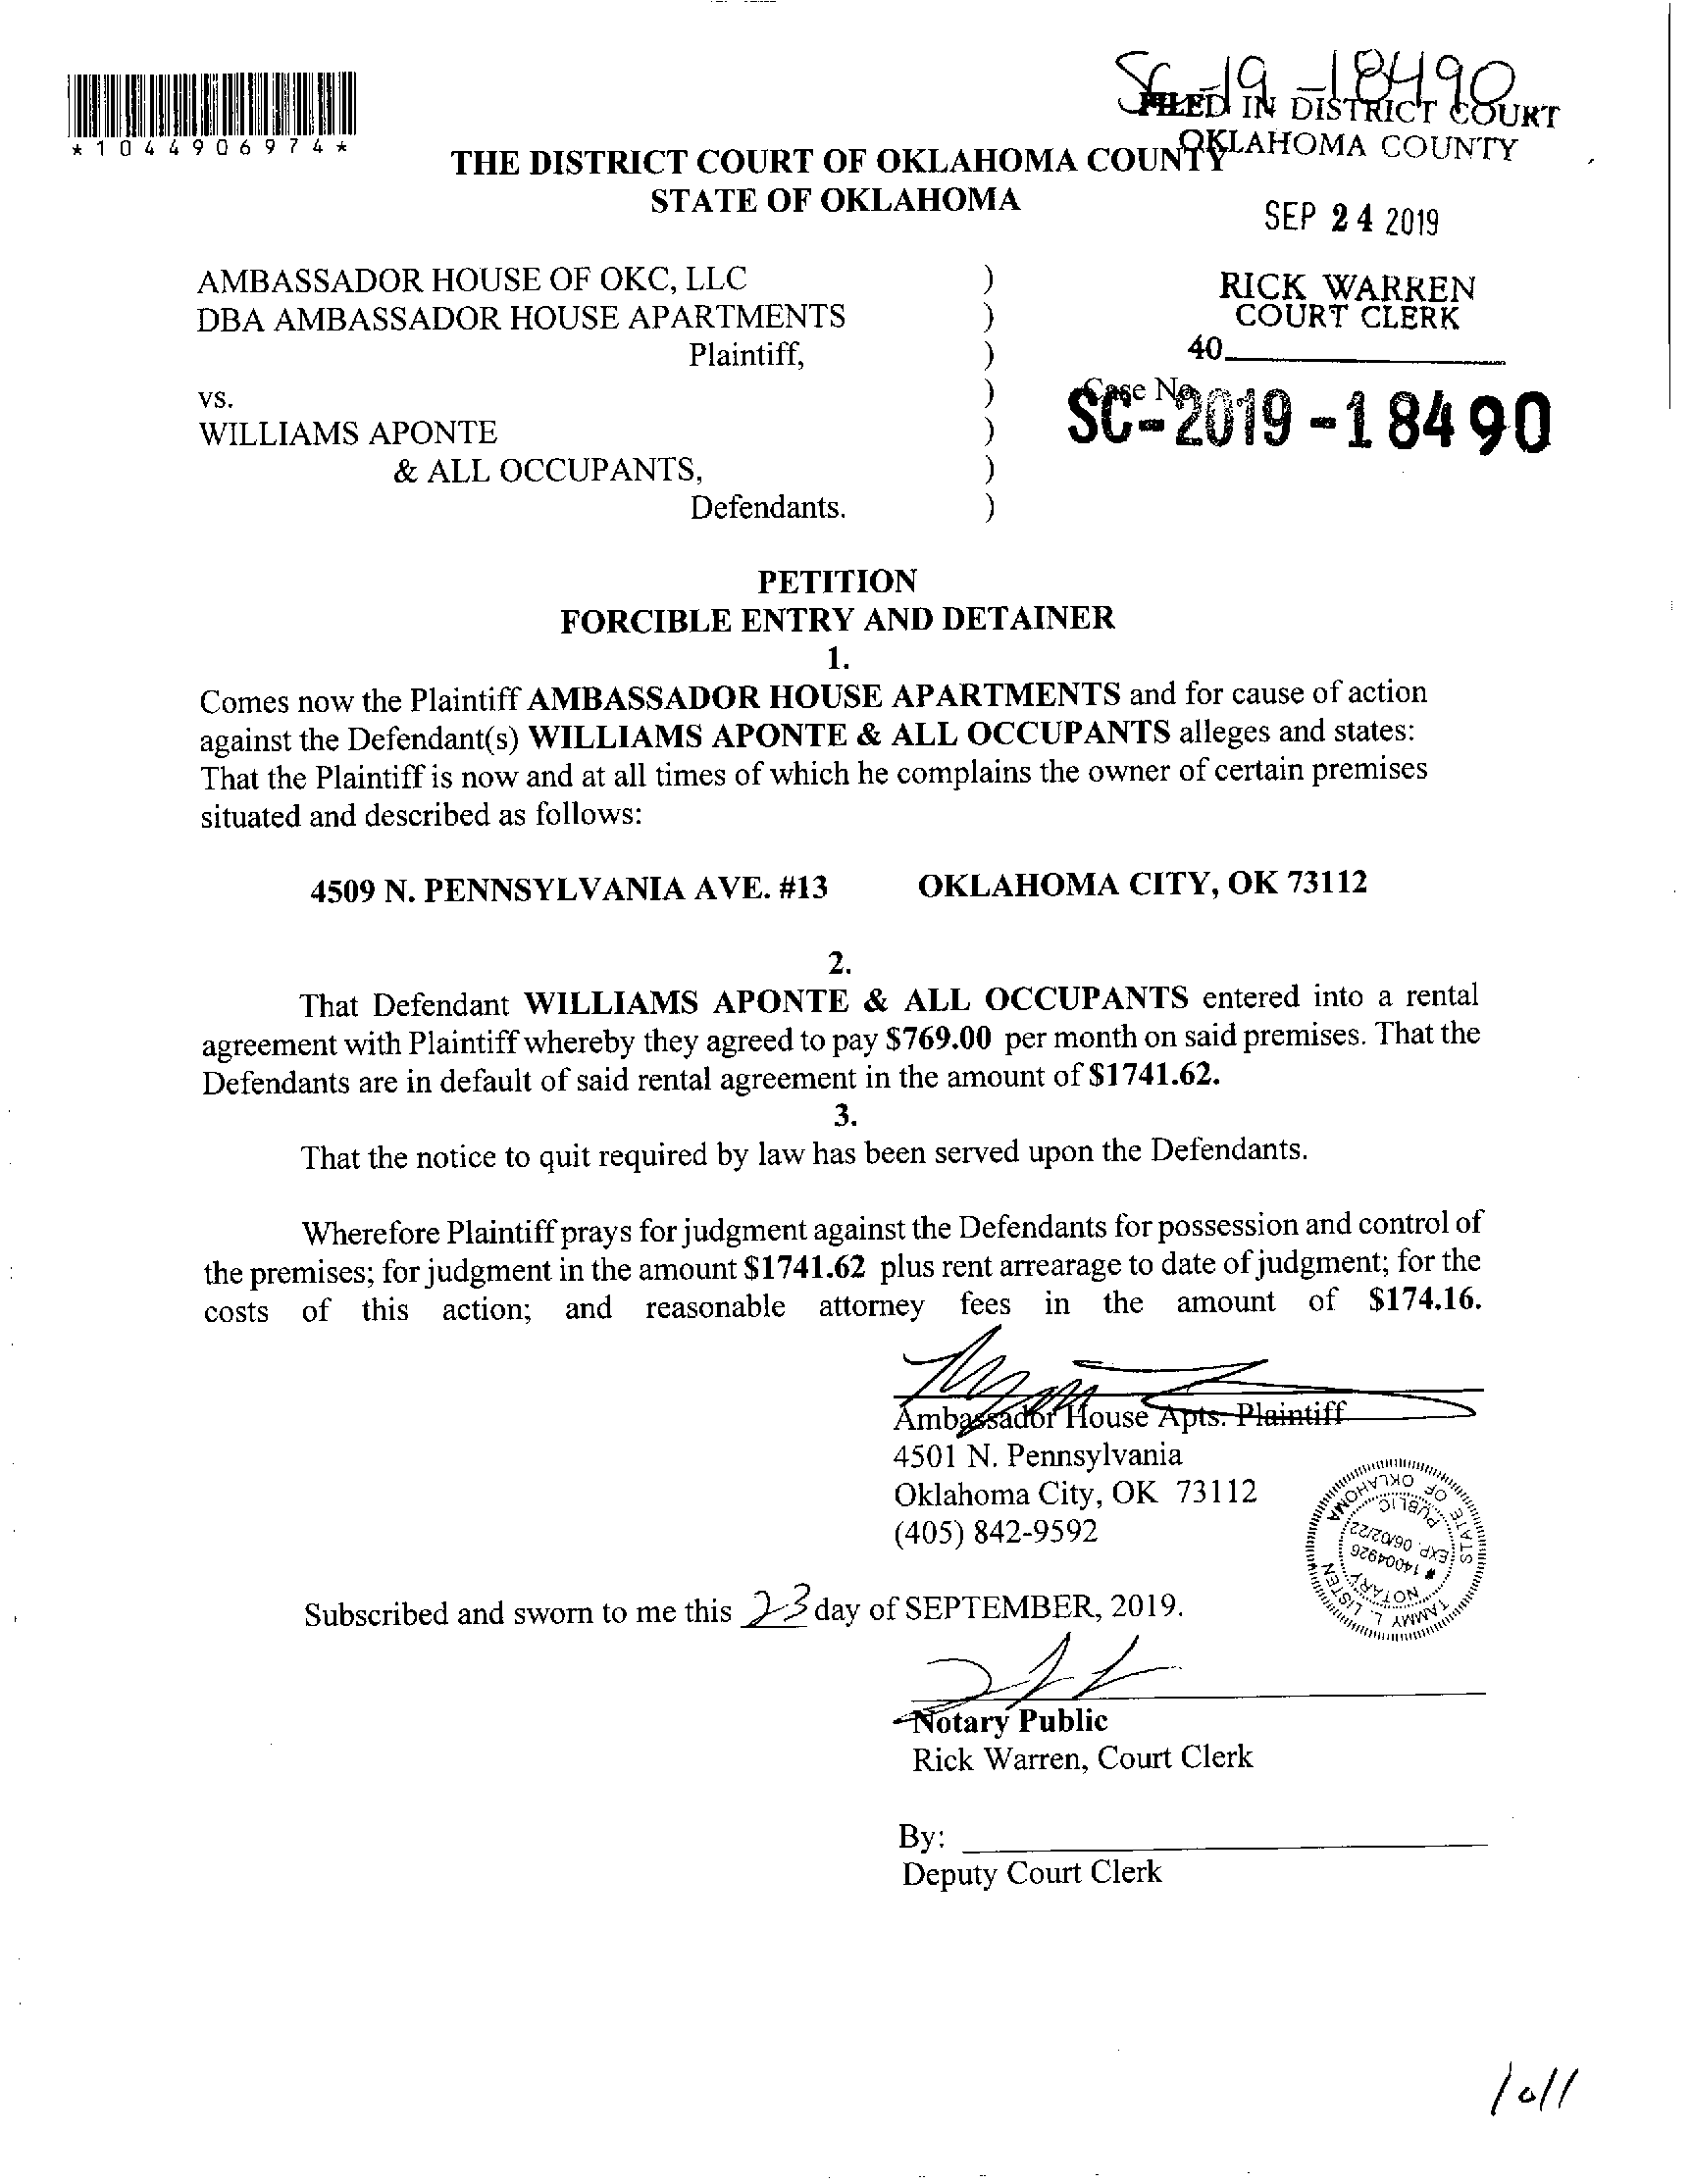 SC-19-18490
FILED IN DISTRICT COURT
OKLAHOMA COUNTY
*1044906974*
THE DISTRICT COURT OF OKLAHOMA COUNTY
STATE OF OKLAHOMA
SEP 24 2019
AMBASSADOR HOUSE OF OKC, LLC )
DBA AMBASSADOR HOUSE APARTMENTS )
Plaintiff, )
RICK WARREN
COURT CLERK
40
vs. )
WILLIAMS APONTE )
& ALL OCCUPANTS, )
Defendants. )
Case No.
SC-2019-18490
PETITION
FORCIBLE ENTRY AND DETAINER
1.
Comes now the Plaintiff AMBASSADOR HOUSE APARTMENTS and for cause of action
against the Defendant(s) WILLIAMS APONTE & ALL OCCUPANTS alleges and states:
That the Plaintiff is now and at all times of which he complains the owner of certain premises
situated and described as follows:
4509 N. PENNSYLVANIA AVE. #13 OKLAHOMA CITY, OK 73112
2.
That Defendant WILLIAMS APONTE & ALL OCCUPANTS entered into a rental
agreement with Plaintiff whereby they agreed to pay $769.00 per month on said premises. That the
Defendants are in default of said rental agreement in the amount of $1741.62.
3.
That the notice to quit required by law has been served upon the Defendants.
Wherefore Plaintiff prays for judgment against the Defendants for possession and control of
the premises; for judgment in the amount $1741.62 plus rent arrearage to date of judgment; for the
costs of this action; and reasonable attorney fees in the amount of $174.16.
Ambassador House Apts. Plaintiff
4501 N. Pennsylvania
Oklahoma City, OK 73112
(405) 842-9592
TAMMY L. LISTEN
STATE OF OKLAHOMA
NOTARY
# 14004926
EXP. 06/02/22
PUBLIC
Subscribed and sworn to me this 23 day of SEPTEMBER, 2019.
Notary Public
Rick Warren, Court Clerk
By:
Deputy Court Clerk